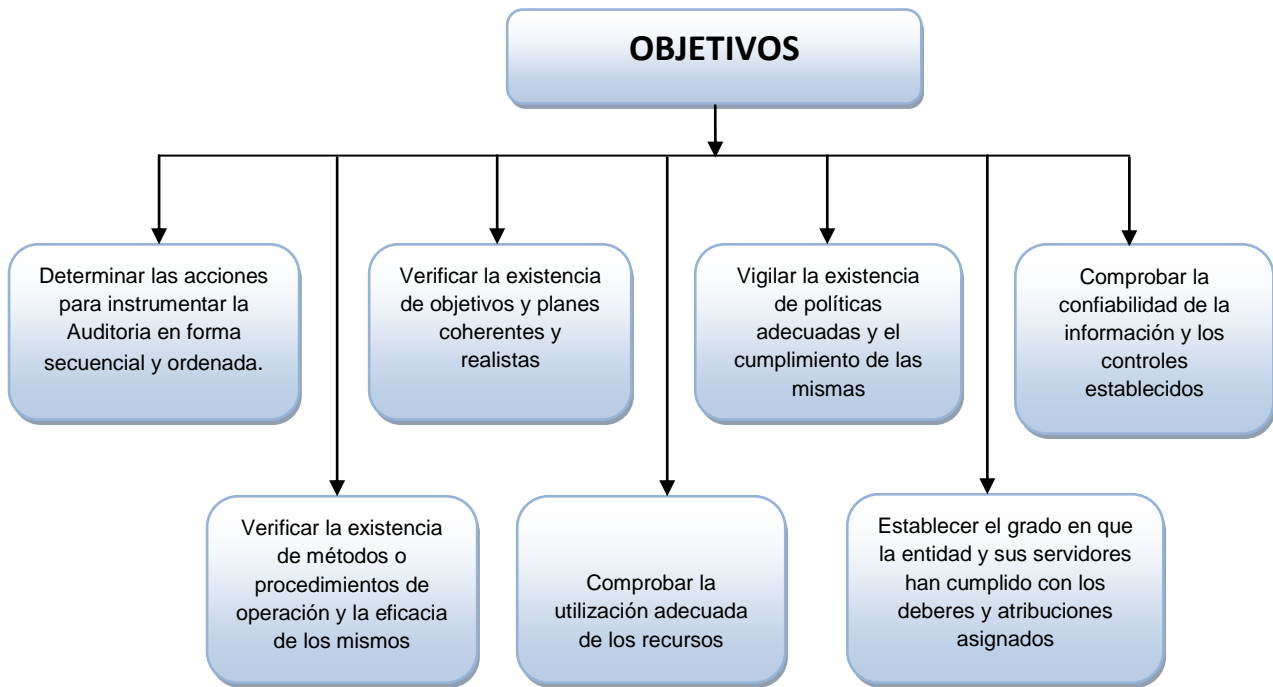 OBJETIVOS
Determinar las acciones
para instrumentar la
Auditoria en forma
secuencial y ordenada.
Verificar la existencia
de objetivos y planes
coherentes y
realistas
Vigilar la existencia
de políticas
adecuadas y el
cumplimiento de las
mismas
Comprobar la
confiabilidad de la
información y los
controles
establecidos
Verificar la existencia
de métodos o
procedimientos de
operación y la eficacia
de los mismos
Comprobar la
utilización adecuada
de los recursos
Establecer el grado en que
la entidad y sus servidores
han cumplido con los
deberes y atribuciones
asignados